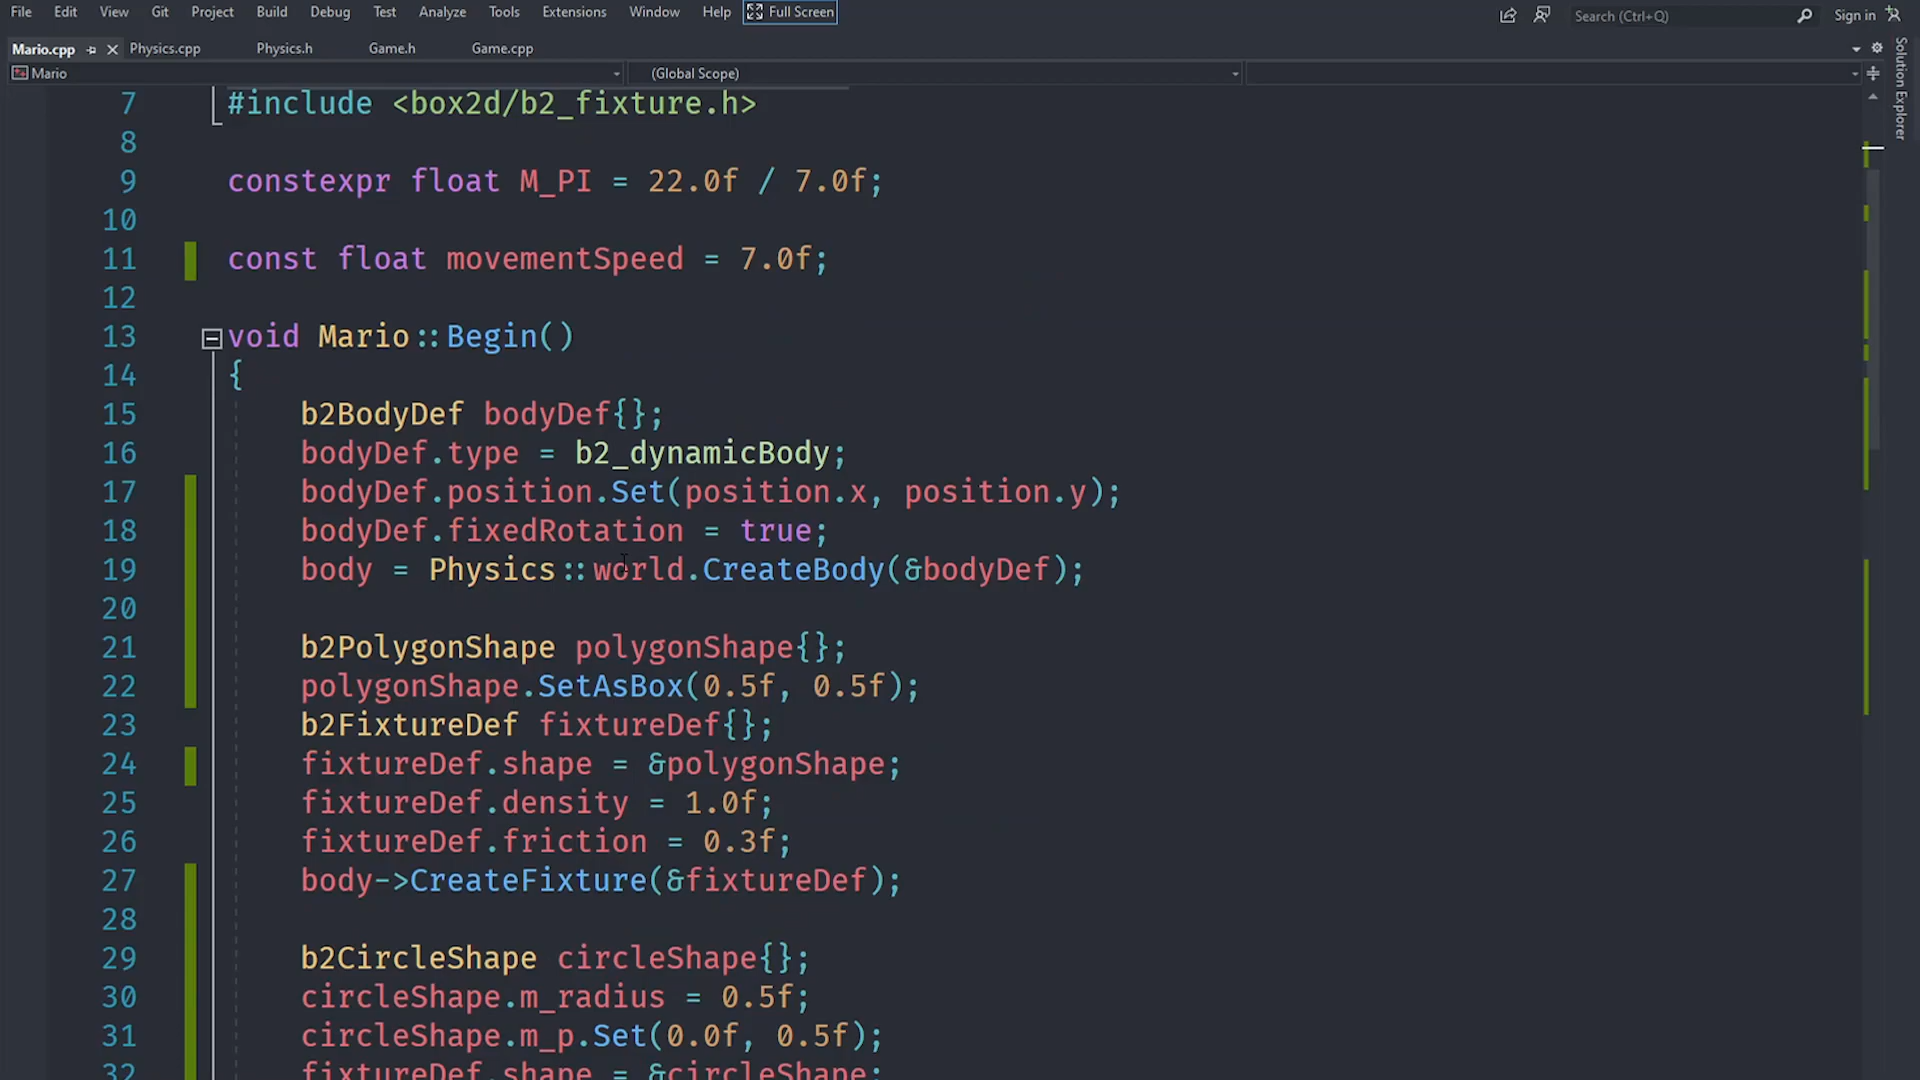 File Edit View Git Project Build Debug Test Analyze Tools Extensions Window Help Full Screen Search (Ctrl+Q) Sign in
Mario.cpp Physics.cpp Physics.h Game.h Game.cpp
Mario (Global Scope)
Solution Explorer
7 #include <box2d/b2_fixture.h>
8
9 constexpr float M_PI = 22.0f / 7.0f;
10
11 const float movementSpeed = 7.0f;
12
13 void Mario::Begin()
14 {
15 b2BodyDef bodyDef{};
16 bodyDef.type = b2_dynamicBody;
17 bodyDef.position.Set(position.x, position.y);
18 bodyDef.fixedRotation = true;
19 body = Physics::world.CreateBody(&bodyDef);
20
21 b2PolygonShape polygonShape{};
22 polygonShape.SetAsBox(0.5f, 0.5f);
23 b2FixtureDef fixtureDef{};
24 fixtureDef.shape = &polygonShape;
25 fixtureDef.density = 1.0f;
26 fixtureDef.friction = 0.3f;
27 body->CreateFixture(&fixtureDef);
28
29 b2CircleShape circleShape{};
30 circleShape.m_radius = 0.5f;
31 circleShape.m_p.Set(0.0f, 0.5f);
32 fixtureDef.shape = &circleShape;